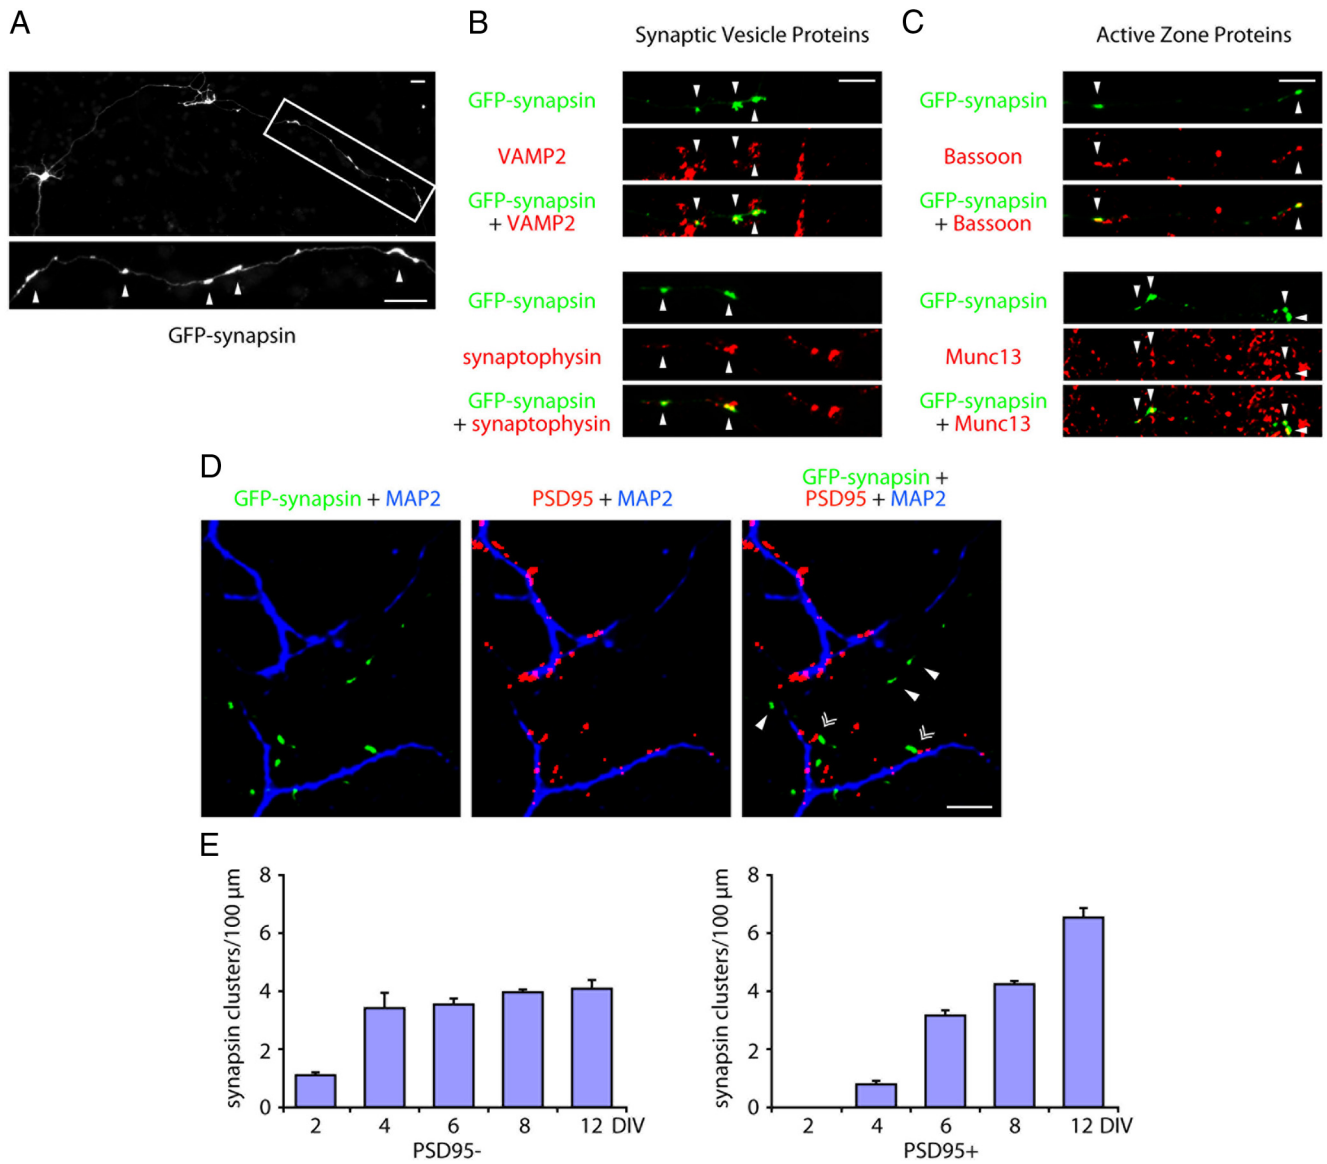 A
GFP-synapsin
B
Synaptic Vesicle Proteins
GFP-synapsin
VAMP2
GFP-synapsin
+ VAMP2
GFP-synapsin
synaptophysin
GFP-synapsin
+ synaptophysin
C
Active Zone Proteins
GFP-synapsin
Bassoon
GFP-synapsin
+ Bassoon
GFP-synapsin
Munc13
GFP-synapsin
+ Munc13
D
GFP-synapsin + MAP2
PSD95 + MAP2
GFP-synapsin +
PSD95 + MAP2
E
synapsin clusters/100 µm
8
6
4
2
0
2 4 6 8 12 DIV
PSD95-
synapsin clusters/100 µm
8
6
4
2
0
2 4 6 8 12 DIV
PSD95+